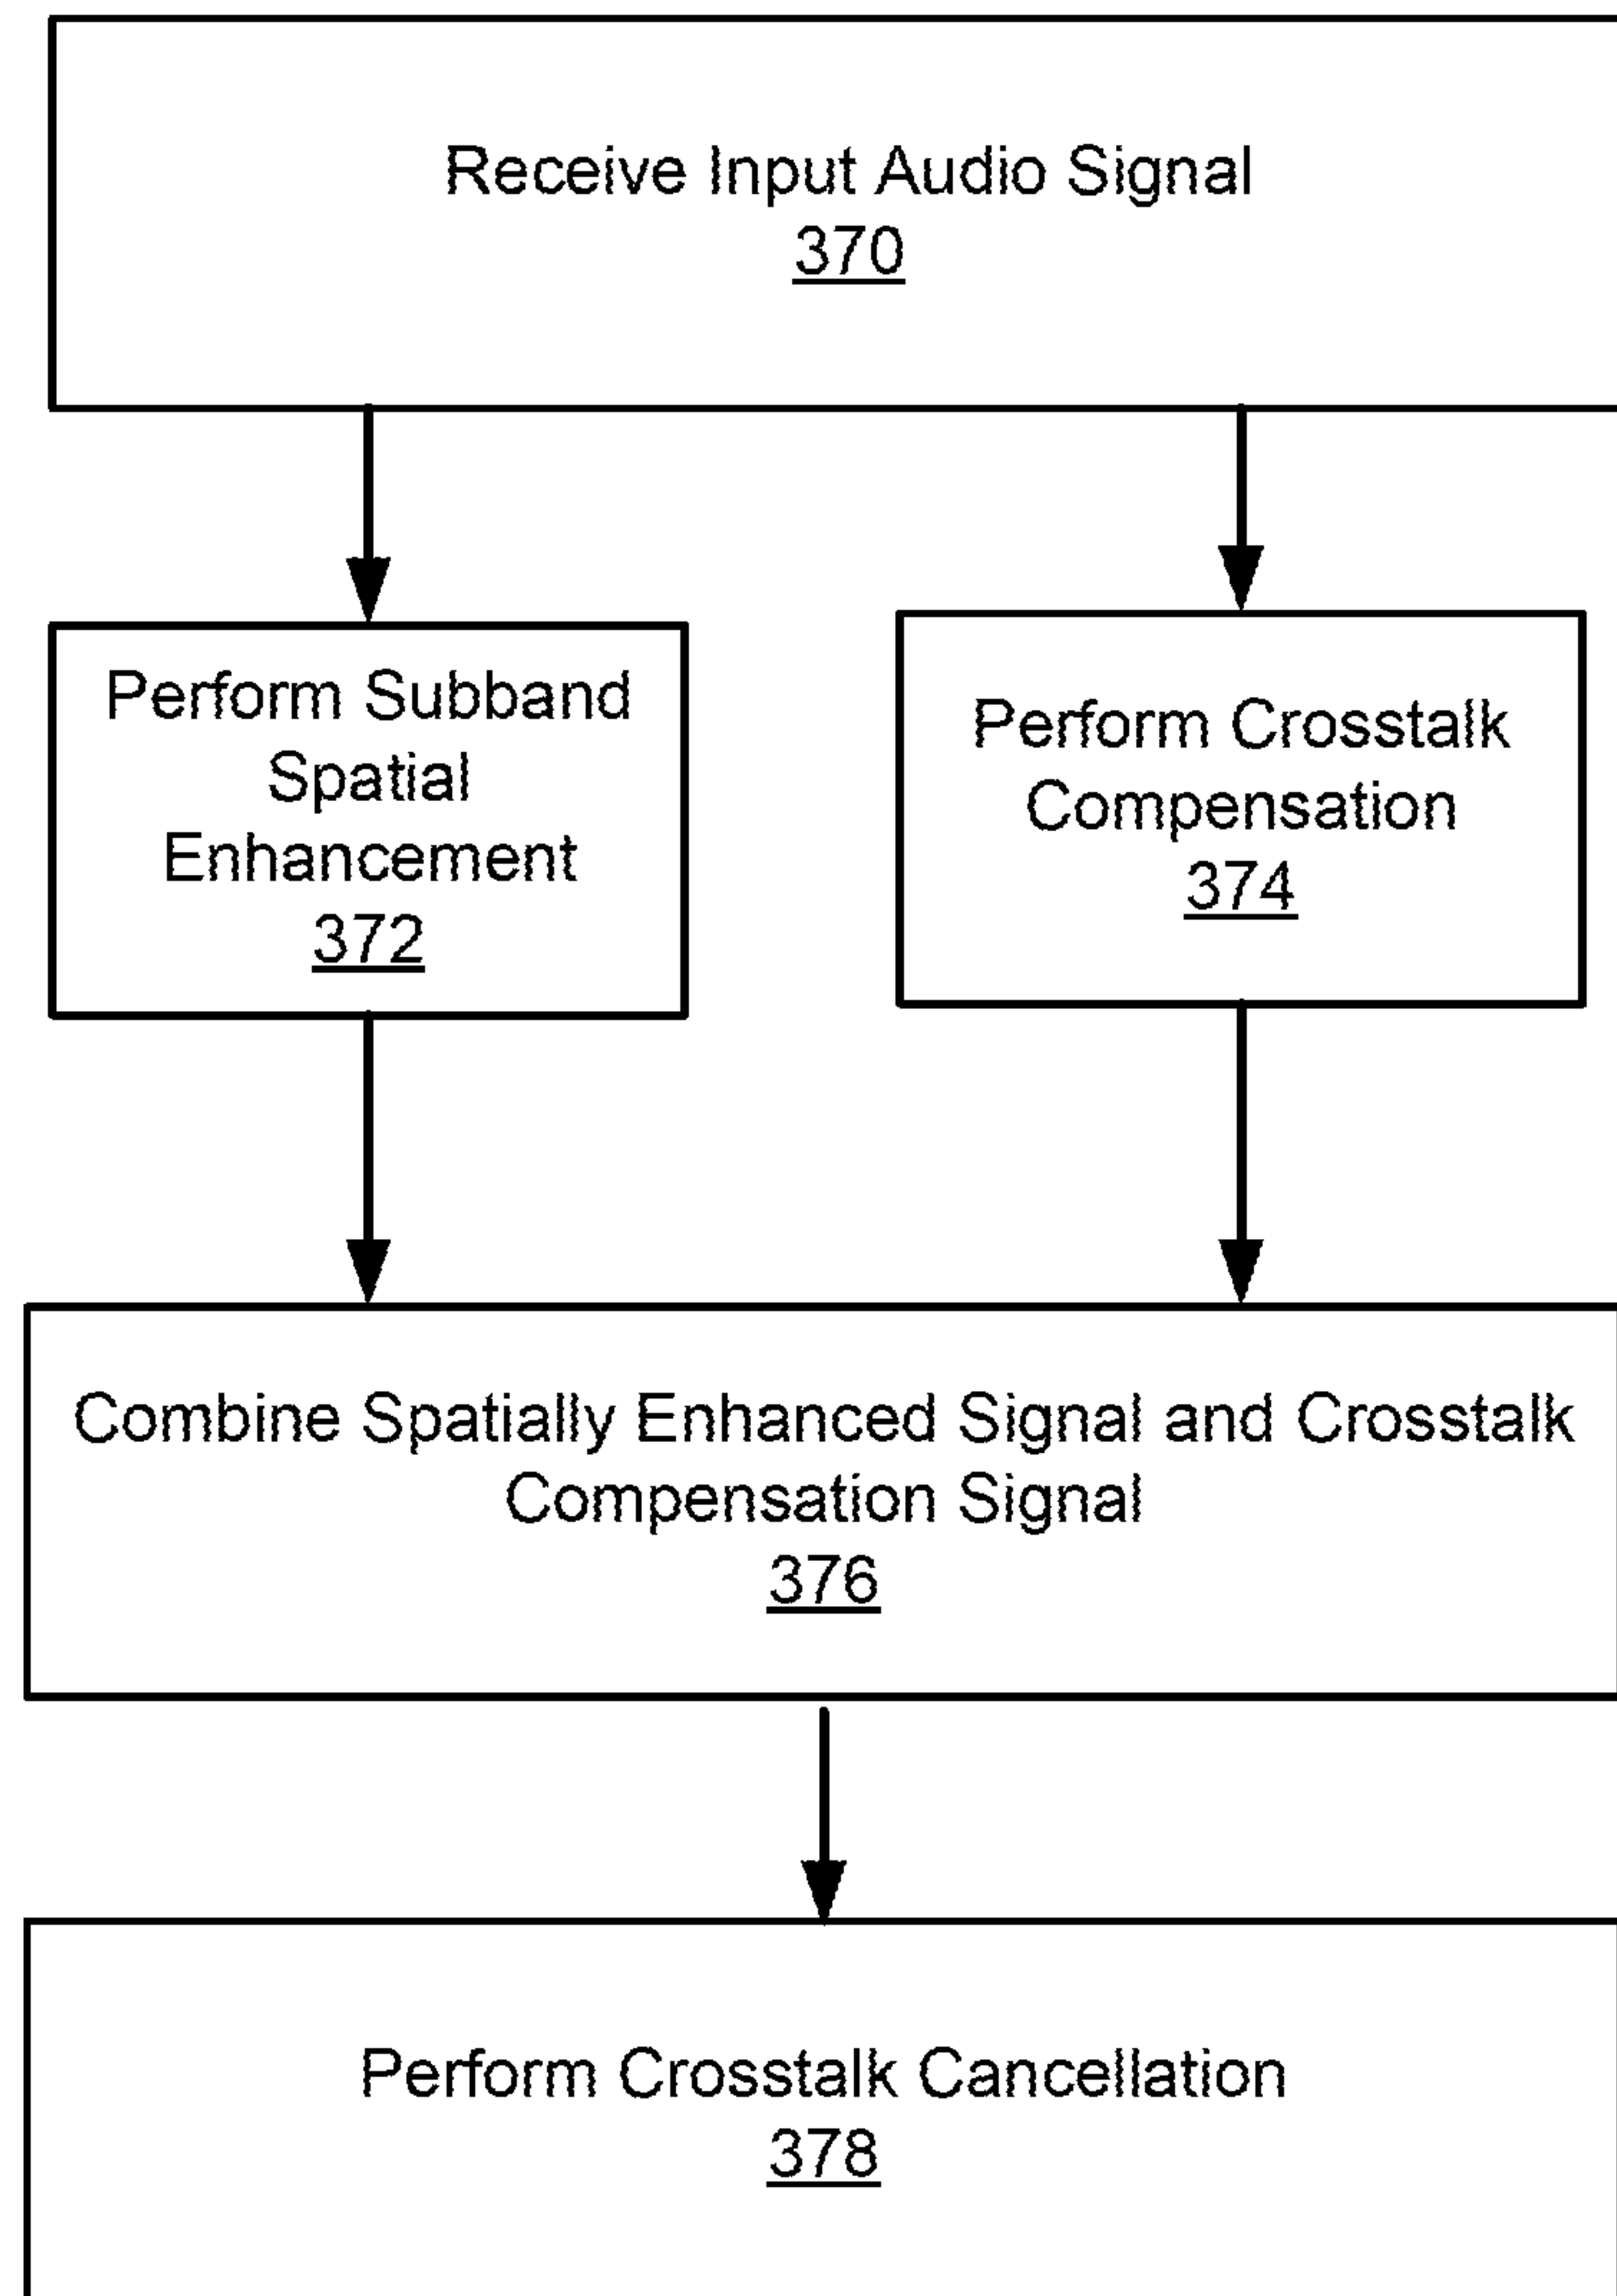 Receive Input Audio Signal
370
Perform Subband
Spatial
Enhancement
372
Perform Crosstalk
Compensation
374
Combine Spatially Enhanced Signal and Crosstalk
Compensation Signal
376
Perform Crosstalk Cancellation
378